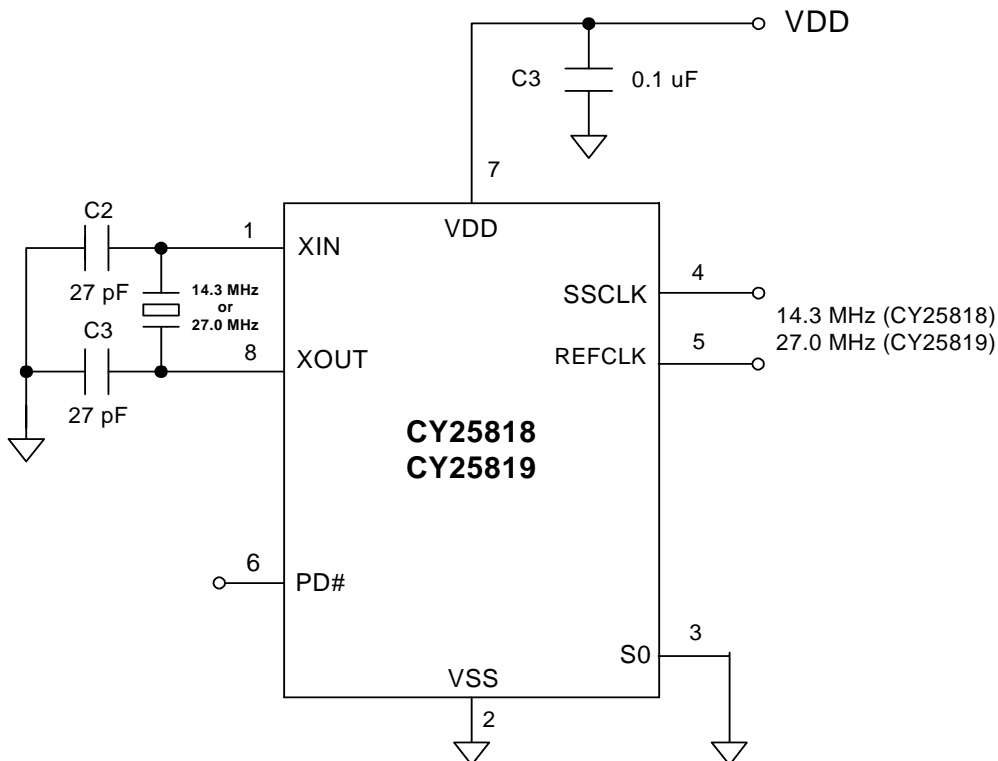 VDD
C3 0.1 uF
7
C2
1
XIN
VDD
27 pF
14.3 MHz
or
27.0 MHz
4
SSCLK
14.3 MHz (CY25818)
27.0 MHz (CY25819)
C3
8
XOUT
5
REFCLK
27 pF
CY25818
CY25819
6
PD#
3
S0
VSS
2